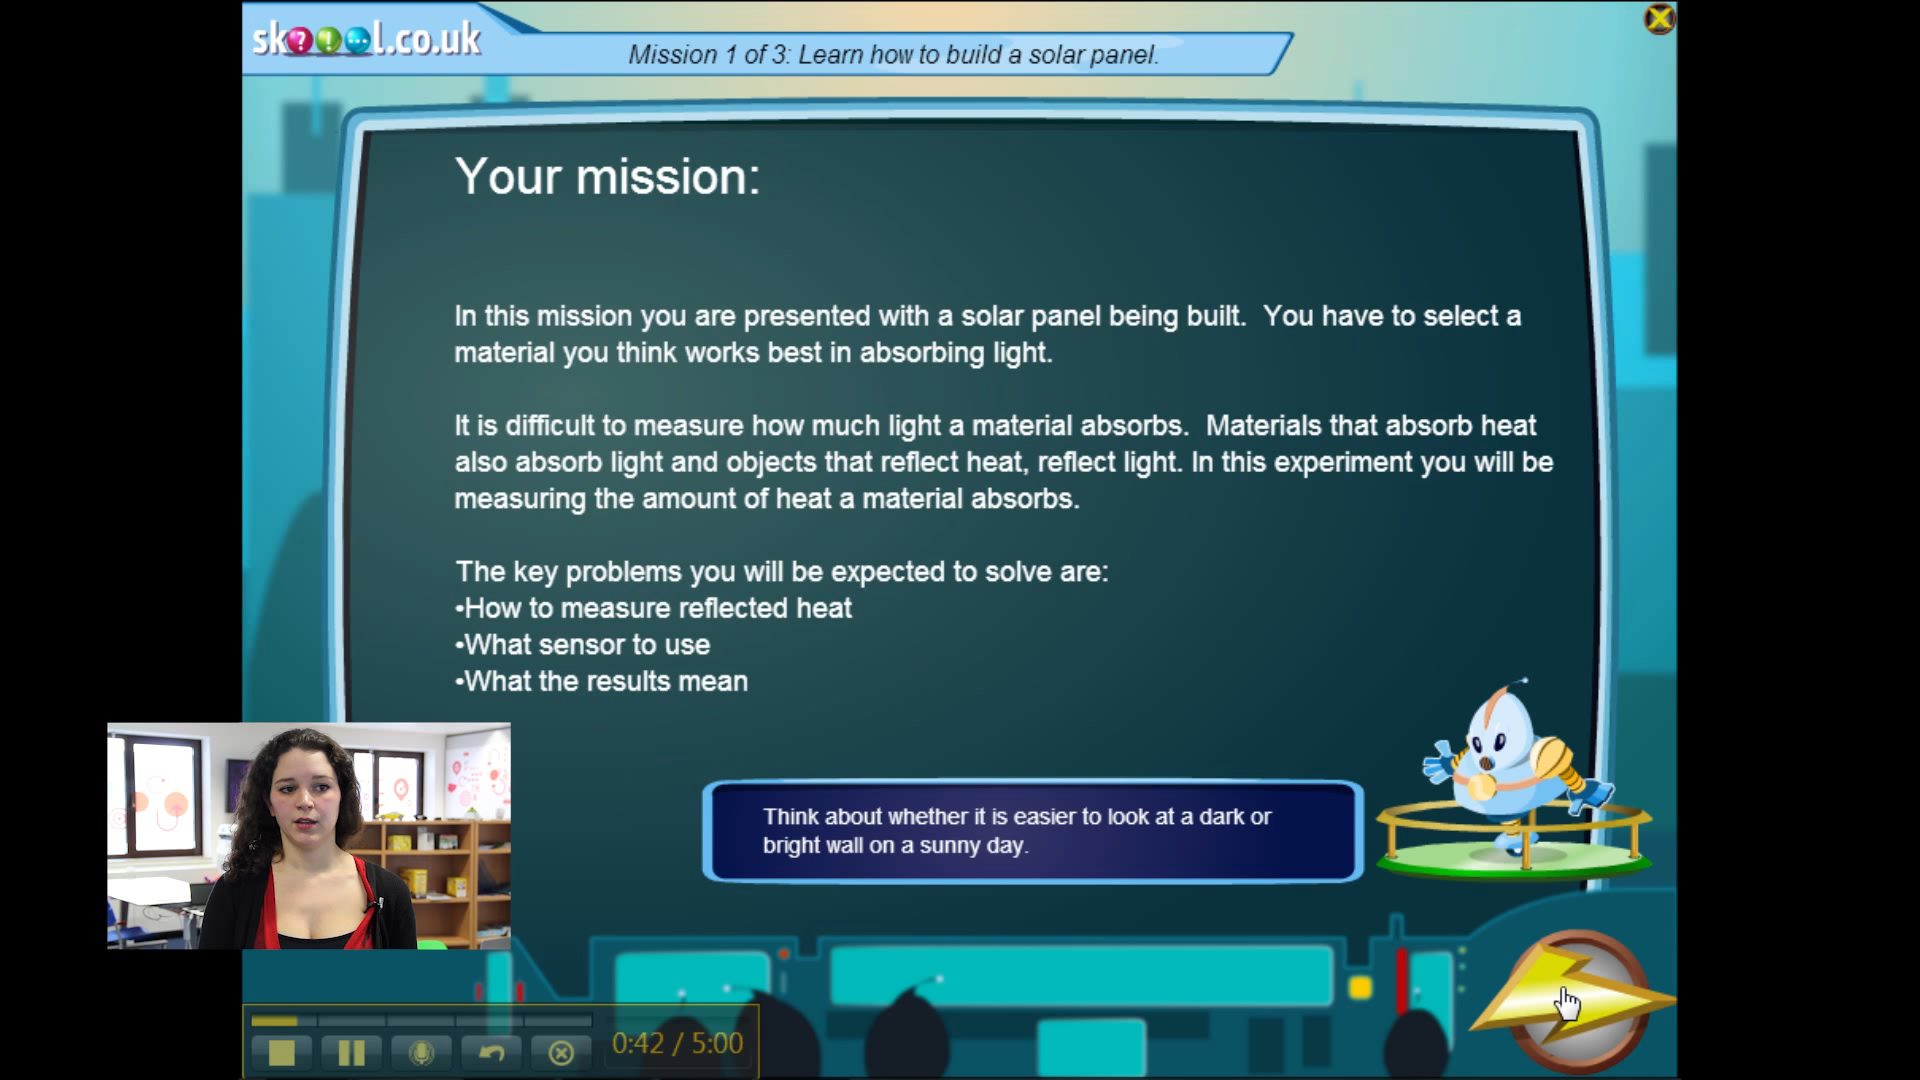 sk?!...l.co.uk
Mission 1 of 3: Learn how to build a solar panel.
Your mission:
In this mission you are presented with a solar panel being built. You have to select a
material you think works best in absorbing light.
It is difficult to measure how much light a material absorbs. Materials that absorb heat
also absorb light and objects that reflect heat, reflect light. In this experiment you will be
measuring the amount of heat a material absorbs.
The key problems you will be expected to solve are:
•How to measure reflected heat
•What sensor to use
•What the results mean
Think about whether it is easier to look at a dark or
bright wall on a sunny day.
0:42 / 5:00